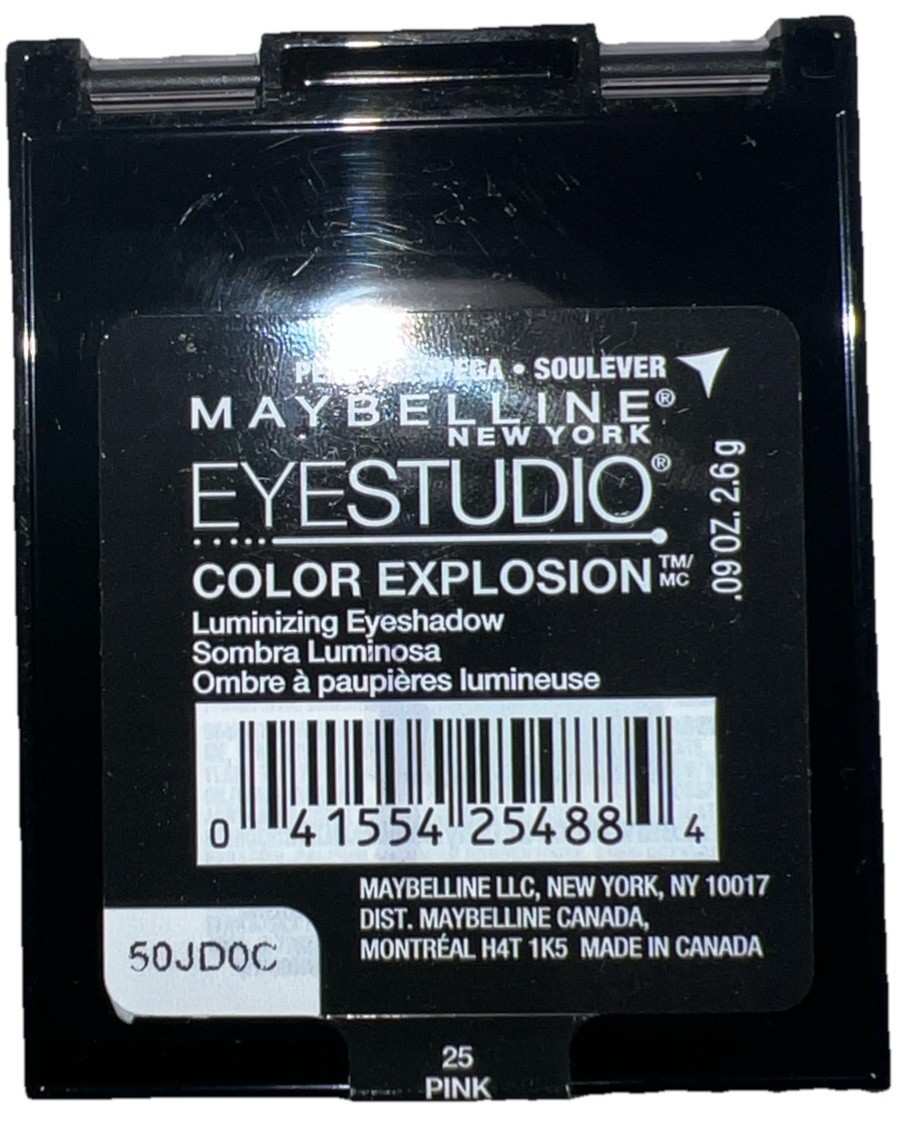 • SOULEVER
MAYBELLINE®
NEW YORK
EYESTUDIO®
COLOR EXPLOSION TM/MC
.09 OZ. 2.6 g
Luminizing Eyeshadow
Sombra Luminosa
Ombre à paupières lumineuse
0 41554 25488 4
MAYBELLINE LLC, NEW YORK, NY 10017
DIST. MAYBELLINE CANADA,
MONTRÉAL H4T 1K5 MADE IN CANADA
50JD0C
25
PINK